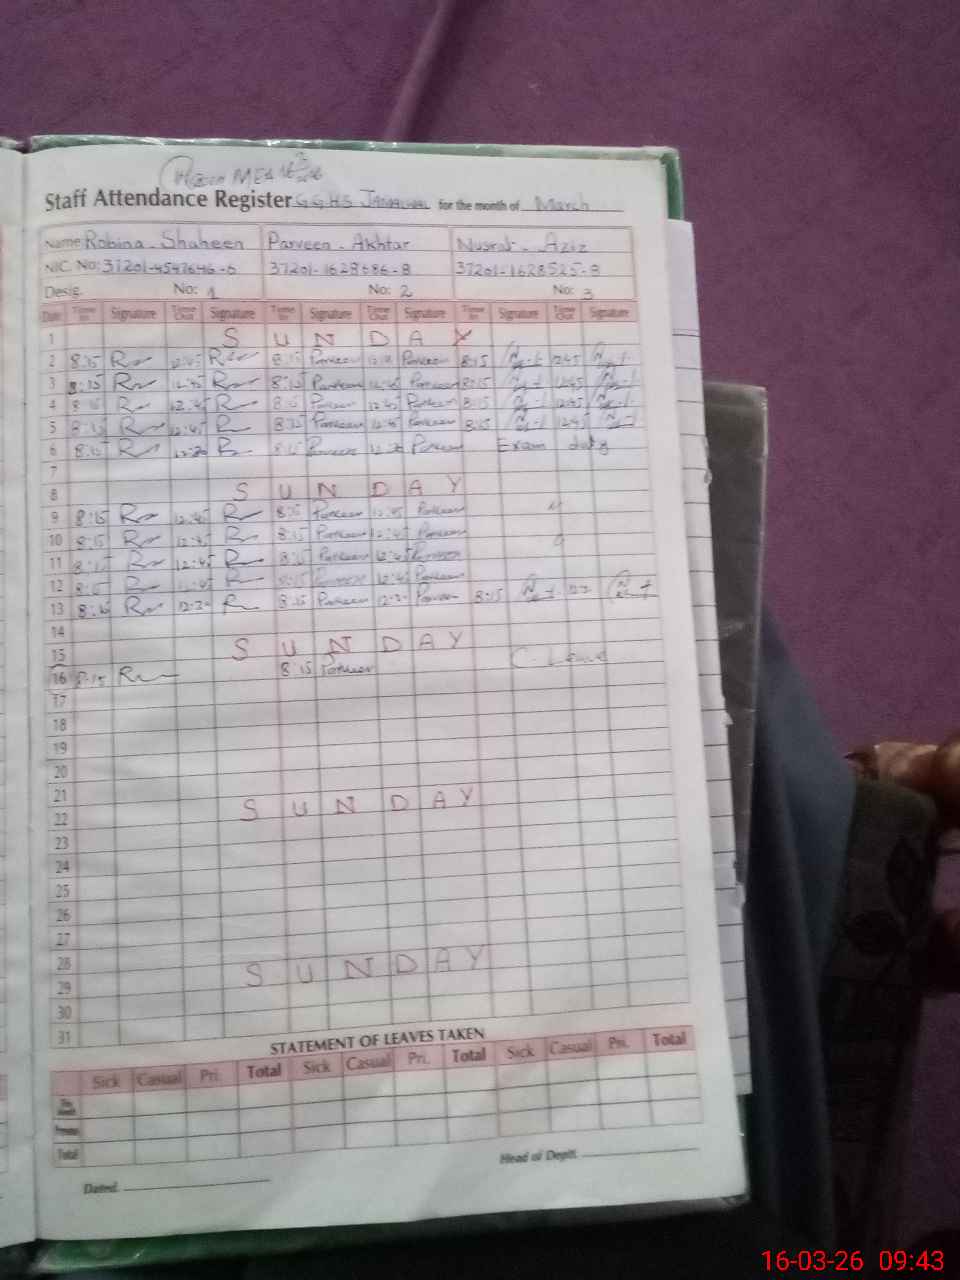 Staff Attendance Register G.G.H.S JAMALWAL for the month of March
Name Robina - Shaheen Parveen - Akhtar Nusrat - Aziz
NIC. No: 37201-4547646-6 37201-1628686-8 37201-1628525-8
Desig. No: 1 No: 2 No: 3
Date Time In Signature Time Out Signature Time In Signature Time Out Signature Time In Signature Time Out Signature
1 S U N D A Y
2 8:15 12:45 8:15 Parveen Parveen 8:15 12:45
3 8:15 12:45 8:15 Parveen 12:45 Parveen 8:15 12:45
4 8:15 12:45 8:15 Parveen 12:45 Parveen 8:15 12:45
5 8:15 12:45 8:15 Parveen 12:45 Parveen 8:15 12:45
6 8:15 12:30 8:15 Parveen 12:30 Parveen Exam duty
7
8 S U N D A Y
9 8:15 12:45 8:15 Parveen 12:45 Parveen "
10 8:15 12:45 8:15 Parveen 12:45 Parveen "
11 8:15 12:45 8:15 Parveen 12:45 Parveen
12 8:15 12:45 8:15 Parveen 12:45 Parveen
13 8:15 12:30 8:15 Parveen 12:30 Parveen 8:15
14
15 S U N D A Y
16 8:15 8:15 Parveen C. Leave
17
18
19
20
21
22 S U N D A Y
23
24
25
26
27
28
29 S U N D A Y
30
31
STATEMENT OF LEAVES TAKEN
Sick Casual Pri. Total Sick Casual Pri. Total Sick Casual Pri. Total
Total
Dated. Head of Deptt.
16-03-26 09:43